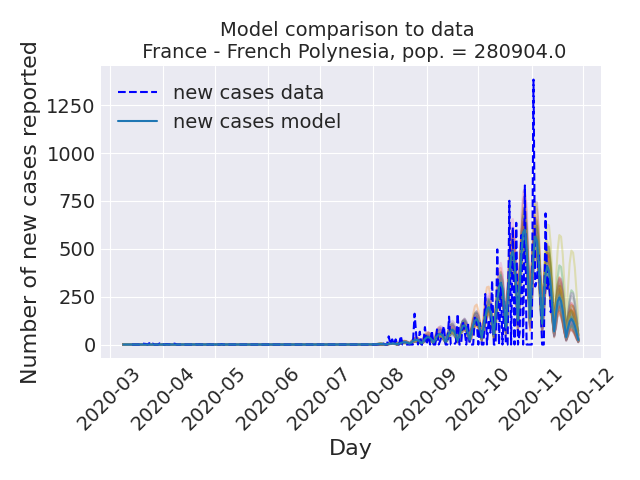 Model comparison to data
France - French Polynesia, pop. = 280904.0
new cases data
new cases model
Number of new cases reported
1250
1000
750
500
250
0
2020-03
2020-04
2020-05
2020-06
2020-07
2020-08
2020-09
2020-10
2020-11
2020-12
Day